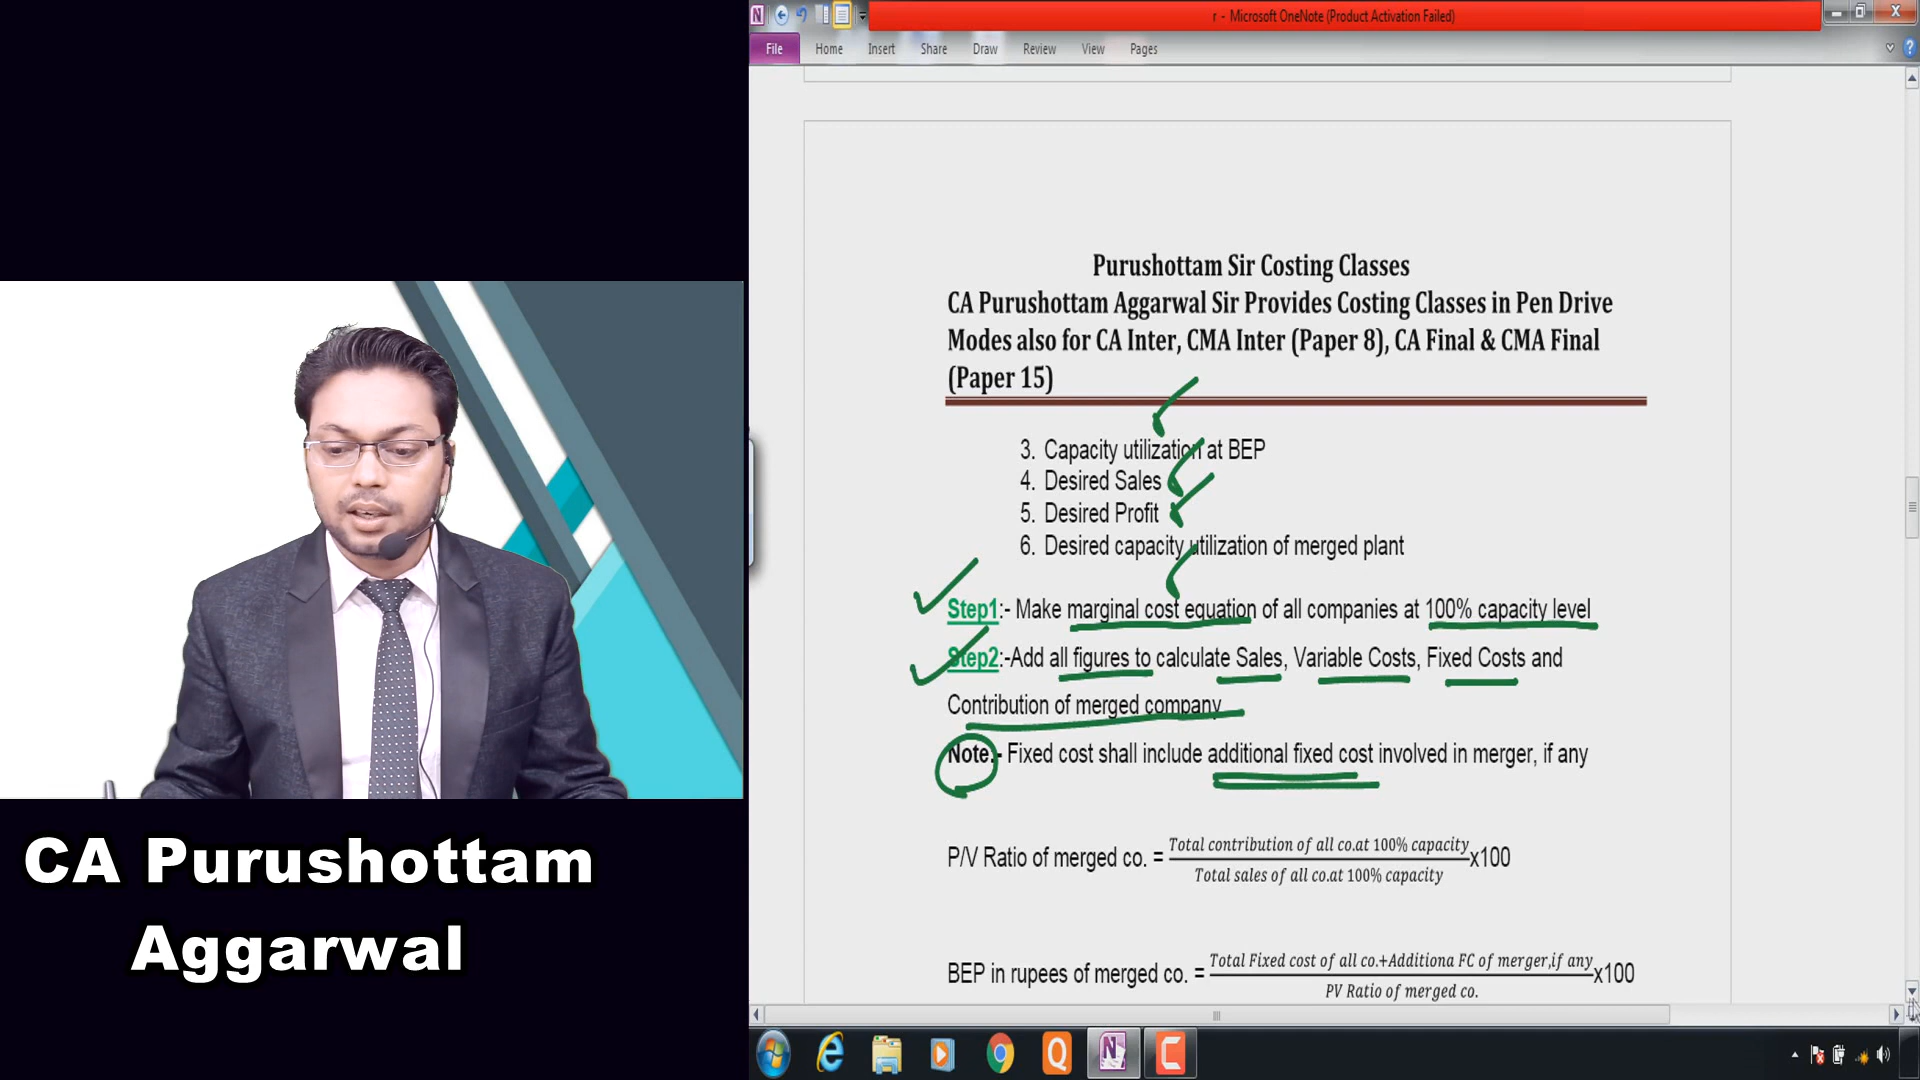 r - Microsoft OneNote (Product Activation Failed)
File Home Insert Share Draw Review View Pages
Purushottam Sir Costing Classes
CA Purushottam Aggarwal Sir Provides Costing Classes in Pen Drive
Modes also for CA Inter, CMA Inter (Paper 8), CA Final & CMA Final
(Paper 15)
3. Capacity utilization at BEP
4. Desired Sales
5. Desired Profit
6. Desired capacity utilization of merged plant
Step1:- Make marginal cost equation of all companies at 100% capacity level
Step2:-Add all figures to calculate Sales, Variable Costs, Fixed Costs and
Contribution of merged company
Note:- Fixed cost shall include additional fixed cost involved in merger, if any
P/V Ratio of merged co. = Total contribution of all co.at 100% capacity x100
Total sales of all co.at 100% capacity
BEP in rupees of merged co. = Total Fixed cost of all co.+Additiona FC of merger,if any x100
PV Ratio of merged co.
CA Purushottam
Aggarwal